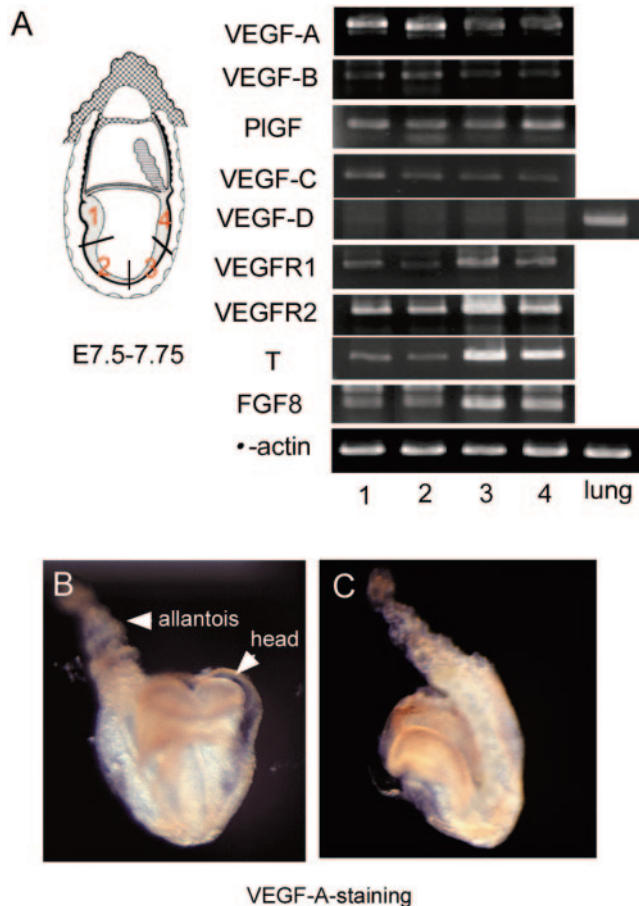 A
VEGF-A
VEGF-B
PlGF
VEGF-C
VEGF-D
VEGFR1
VEGFR2
T
FGF8
•-actin
1 2 3 4 lung
1 4
2 3
E7.5-7.75
B
allantois
head
C
VEGF-A-staining